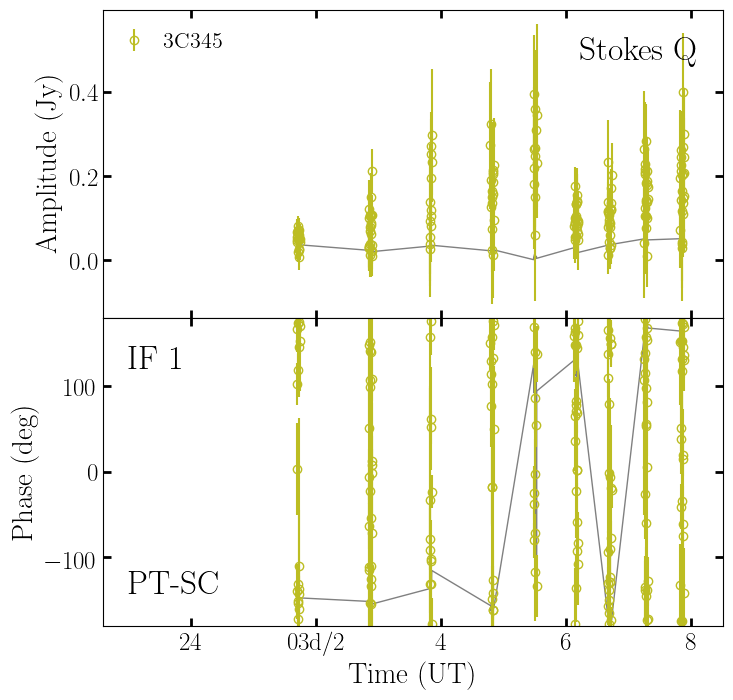 3C345
Stokes Q
0.4
0.2
0.0
Amplitude (Jy)
IF 1
100
0
−100
Phase (deg)
PT-SC
24 03d/2 4 6 8
Time (UT)